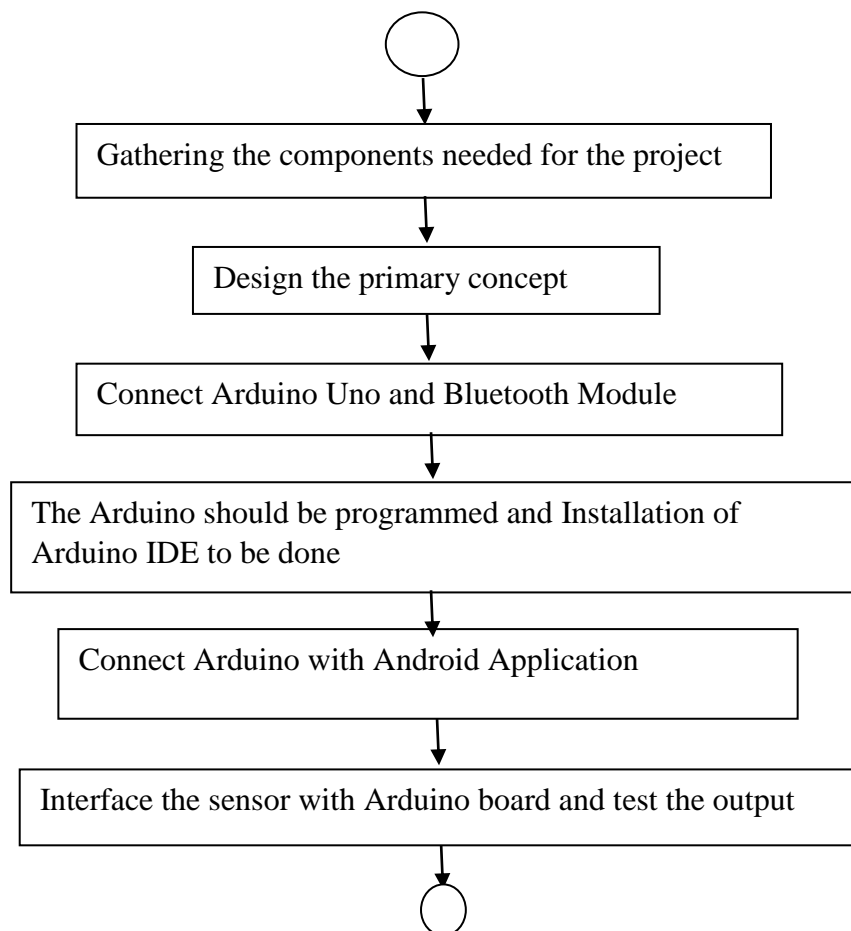 Gathering the components needed for the project
Design the primary concept
Connect Arduino Uno and Bluetooth Module
The Arduino should be programmed and Installation of
Arduino IDE to be done
Connect Arduino with Android Application
Interface the sensor with Arduino board and test the output